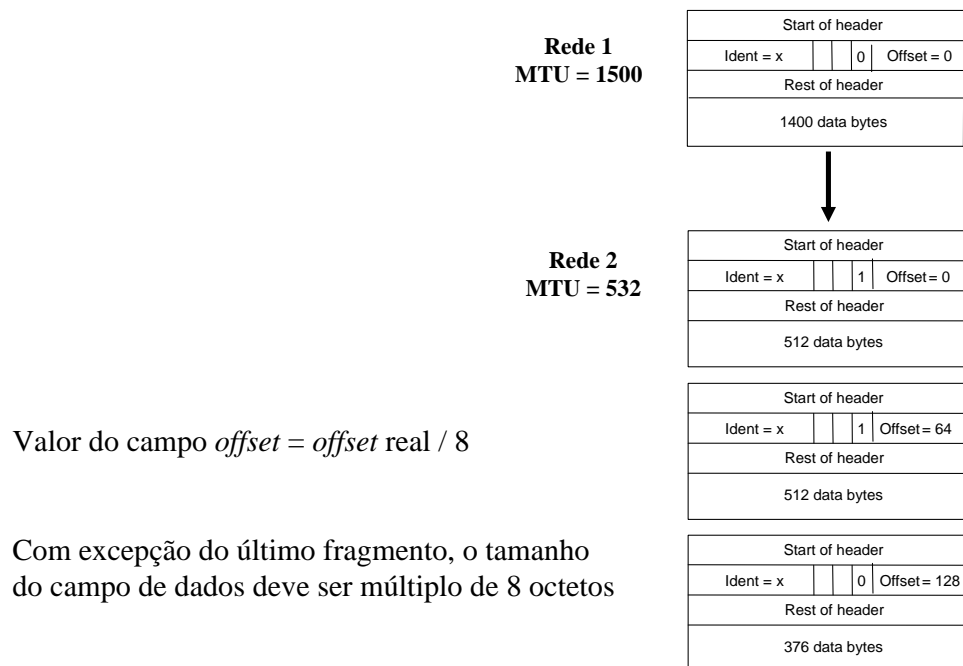 Rede 1
MTU = 1500
Start of header
Ident = x 0 Offset = 0
Rest of header
1400 data bytes
Rede 2
MTU = 532
Start of header
Ident = x 1 Offset = 0
Rest of header
512 data bytes
Start of header
Ident = x 1 Offset = 64
Rest of header
512 data bytes
Start of header
Ident = x 0 Offset = 128
Rest of header
376 data bytes
Valor do campo offset = offset real / 8
Com excepção do último fragmento, o tamanho
do campo de dados deve ser múltiplo de 8 octetos